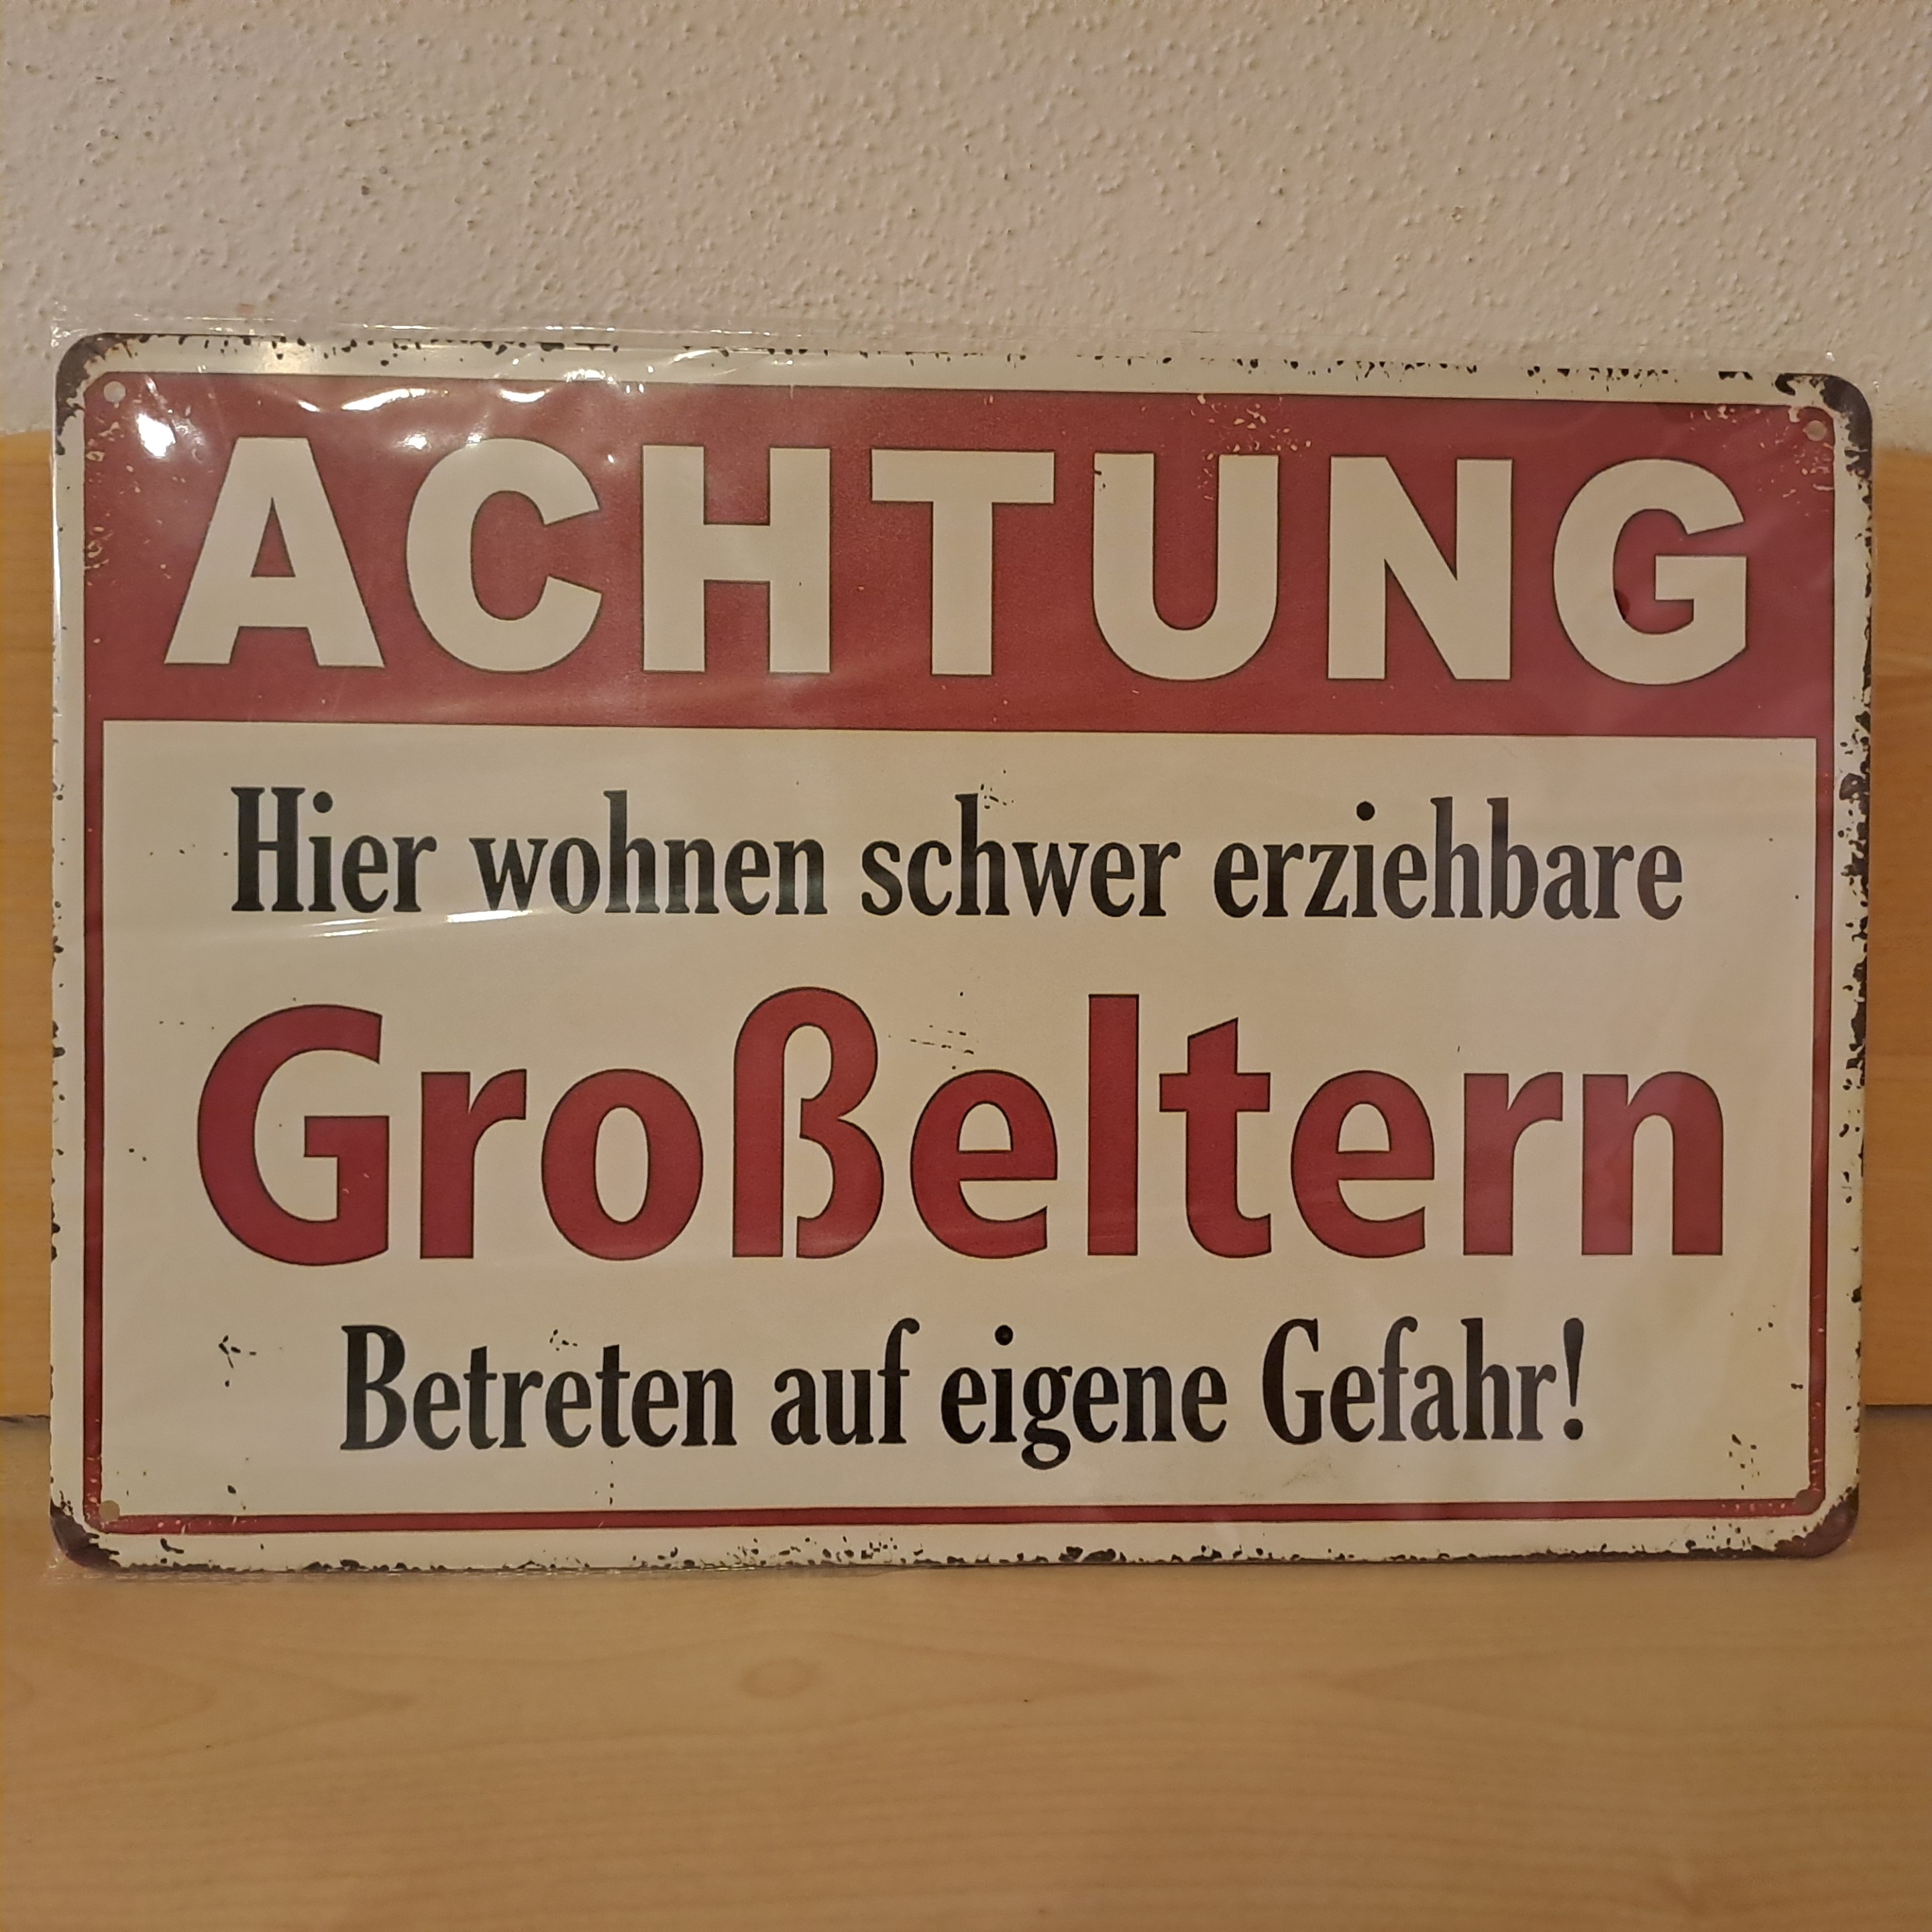 ACHTUNG
Hier wohnen schwer erziehbare
Großeltern
Betreten auf eigene Gefahr!